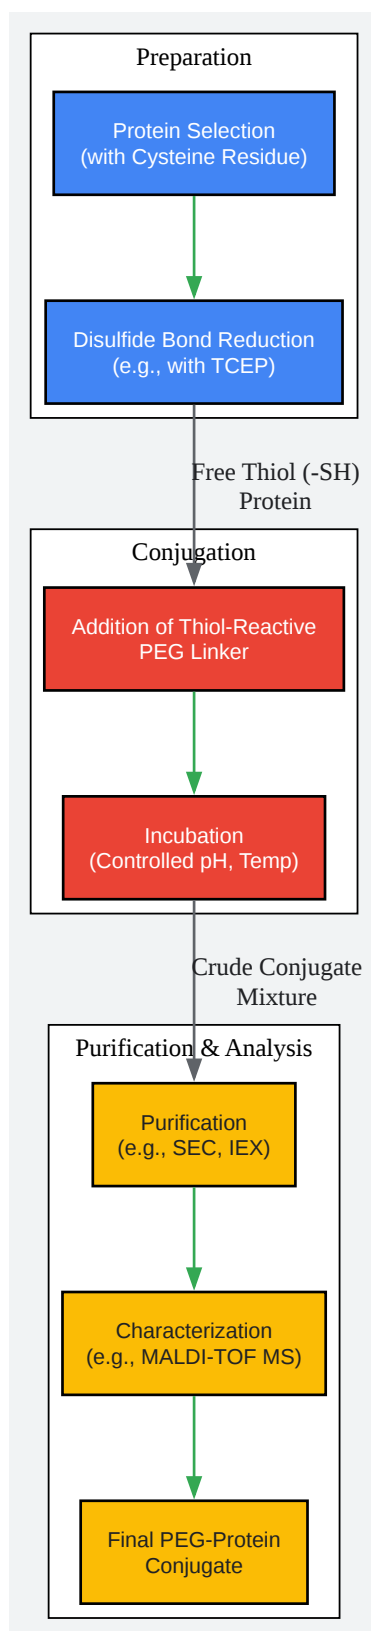 Preparation
Protein Selection
(with Cysteine Residue)
Disulfide Bond Reduction
(e.g., with TCEP)
Free Thiol (-SH)
Protein
Conjugation
Addition of Thiol-Reactive
PEG Linker
Incubation
(Controlled pH, Temp)
Crude Conjugate
Mixture
Purification & Analysis
Purification
(e.g., SEC, IEX)
Characterization
(e.g., MALDI-TOF MS)
Final PEG-Protein
Conjugate